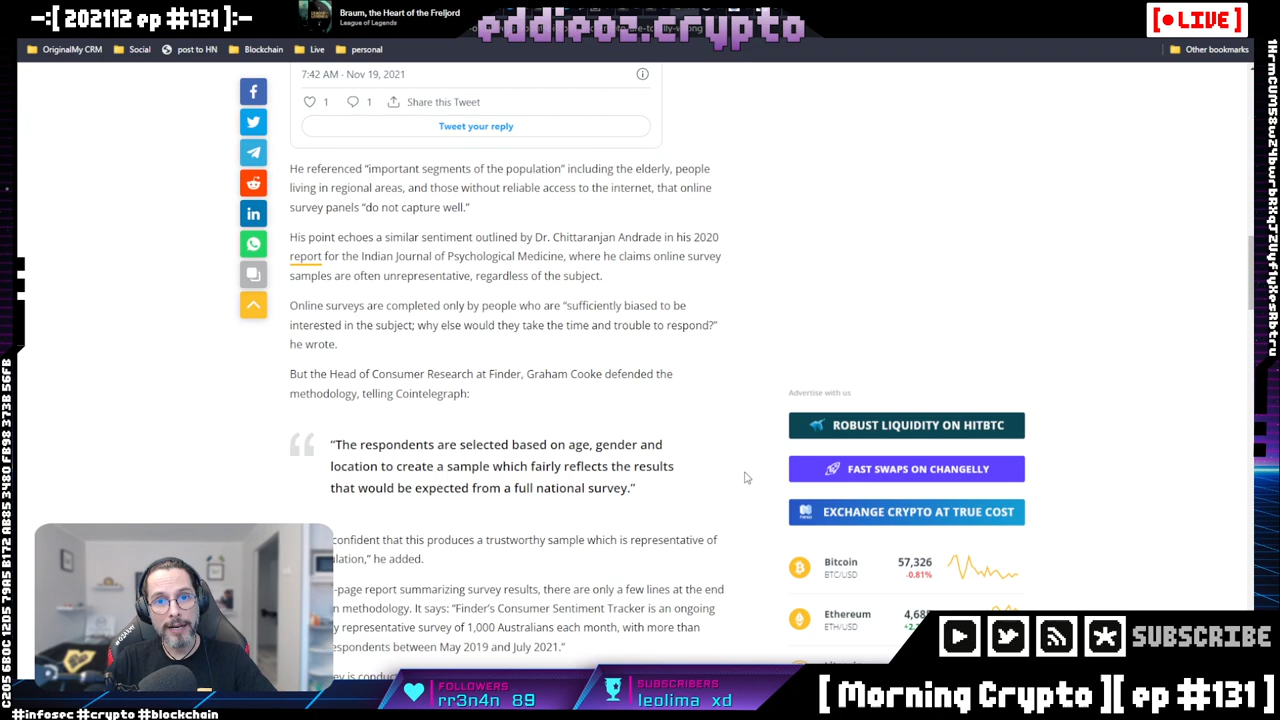 -:[ 202112 ep #131 ]:-
Braum, the Heart of the Freljord
League of Legends
eddieoz.crypto
[● LIVE]
OriginalMy CRM
Social
post to HN
Blockchain
Live
personal
Other bookmarks
7:42 AM · Nov 19, 2021
1
1
Share this Tweet
Tweet your reply
He referenced “important segments of the population” including the elderly, people
living in regional areas, and those without reliable access to the internet, that online
survey panels “do not capture well.”
His point echoes a similar sentiment outlined by Dr. Chittaranjan Andrade in his 2020
report for the Indian Journal of Psychological Medicine, where he claims online survey
samples are often unrepresentative, regardless of the subject.
Online surveys are completed only by people who are “sufficiently biased to be
interested in the subject; why else would they take the time and trouble to respond?”
he wrote.
But the Head of Consumer Research at Finder, Graham Cooke defended the
methodology, telling Cointelegraph:
“The respondents are selected based on age, gender and
location to create a sample which fairly reflects the results
that would be expected from a full national survey.”
confident that this produces a trustworthy sample which is representative of
lation,” he added.
-page report summarizing survey results, there are only a few lines at the end
n methodology. It says: “Finder’s Consumer Sentiment Tracker is an ongoing
y representative survey of 1,000 Australians each month, with more than
espondents between May 2019 and July 2021.”
Advertise with us
ROBUST LIQUIDITY ON HITBTC
FAST SWAPS ON CHANGELLY
EXCHANGE CRYPTO AT TRUE COST
Bitcoin
57,326
BTC/USD
-0.81%
Ethereum
ETH/USD
SUBSCRIBE
FOLLOWERS
rr3n4n 89
SUBSCRIBERS
leolima xd
[ Morning Crypto ][ ep #131 ]
#infosec #crypto #blockchain